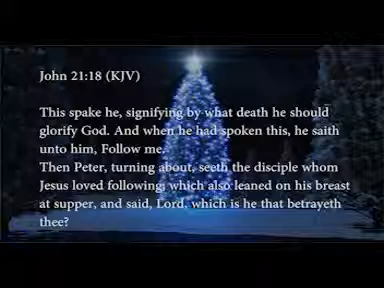 John 21:18 (KJV)
This spake he, signifying by what death he should
glorify God. And when he had spoken this, he saith
unto him, Follow me.
Then Peter, turning about, seeth the disciple whom
Jesus loved following; which also leaned on his breast
at supper, and said, Lord, which is he that betrayeth
thee?